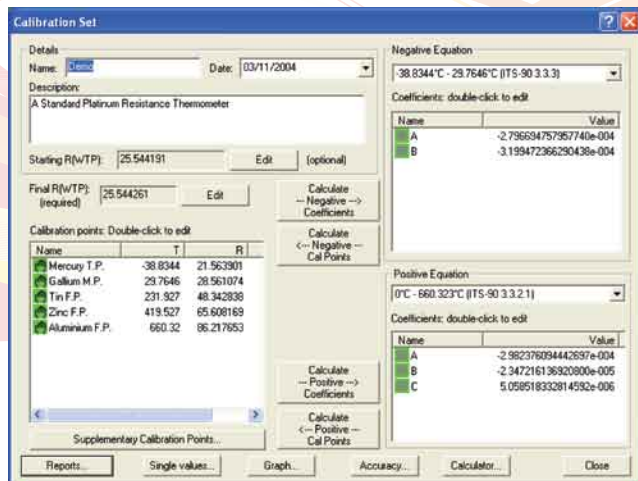 Calibration Set
Details
Name: Demo Date: 03/11/2004
Description:
A Standard Platinum Resistance Thermometer
Starting R(WTP): 25.544191 Edit (optional)
Final R(WTP): 25.544261 Edit
(required)
Calibration points: Double-click to edit
Name T R
Mercury T.P. -38.8344 21.563901
Gallium M.P. 29.7646 28.561074
Tin F.P. 231.927 48.342838
Zinc F.P. 419.527 65.608169
Aluminium F.P. 660.32 86.217653
Supplementary Calibration Points...
Calculate
-- Negative -->
Coefficients
Calculate
<-- Negative --
Cal Points
Calculate
-- Positive -->
Coefficients
Calculate
<-- Positive --
Cal Points
Negative Equation
-38.8344°C - 29.7646°C (ITS-90 3.3.3)
Coefficients: double-click to edit
Name Value
A -2.796694757957740e-004
B -3.199472366290438e-004
Positive Equation
0°C - 660.323°C (ITS-90 3.3.2.1)
Coefficients: double-click to edit
Name Value
A -2.982376094442697e-004
B -2.347216136920800e-005
C 5.058518332814592e-006
Reports... Single values... Graph... Accuracy... Calculator... Close